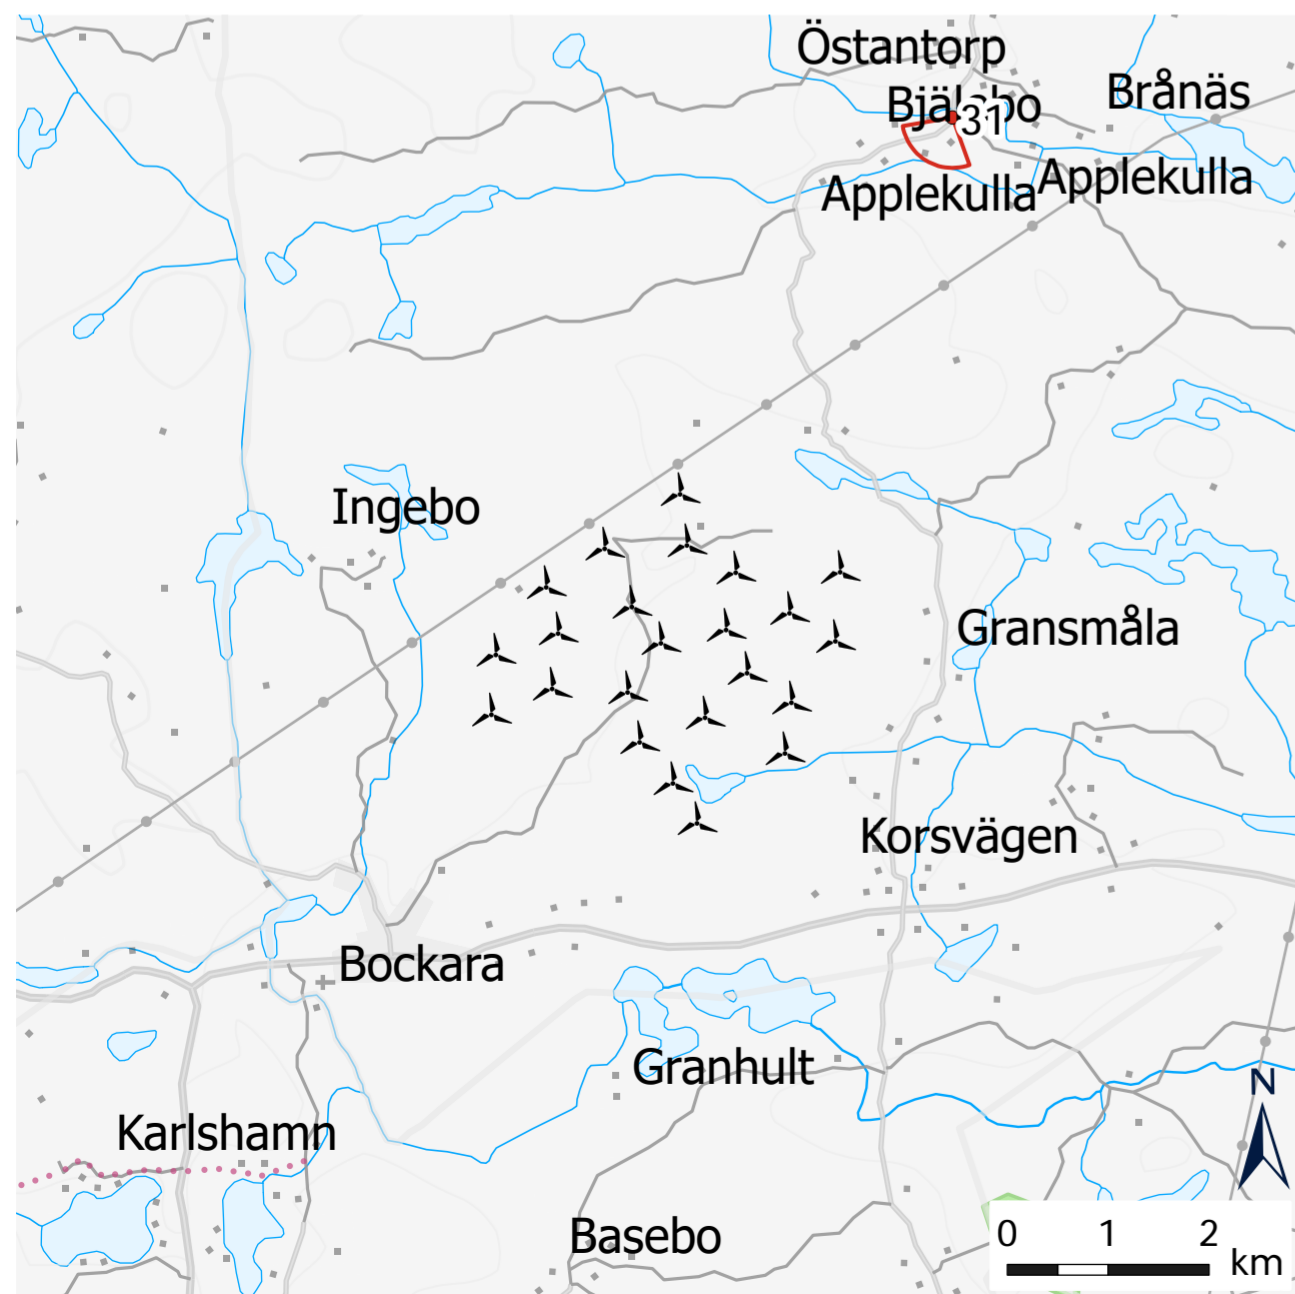 Östantorp
Brånäs
31
Applekulla
Applekulla
Ingebo
Gransmåla
Korsvägen
Bockara
Granhult
N
Karlshamn
0 1 2
km
Basebo